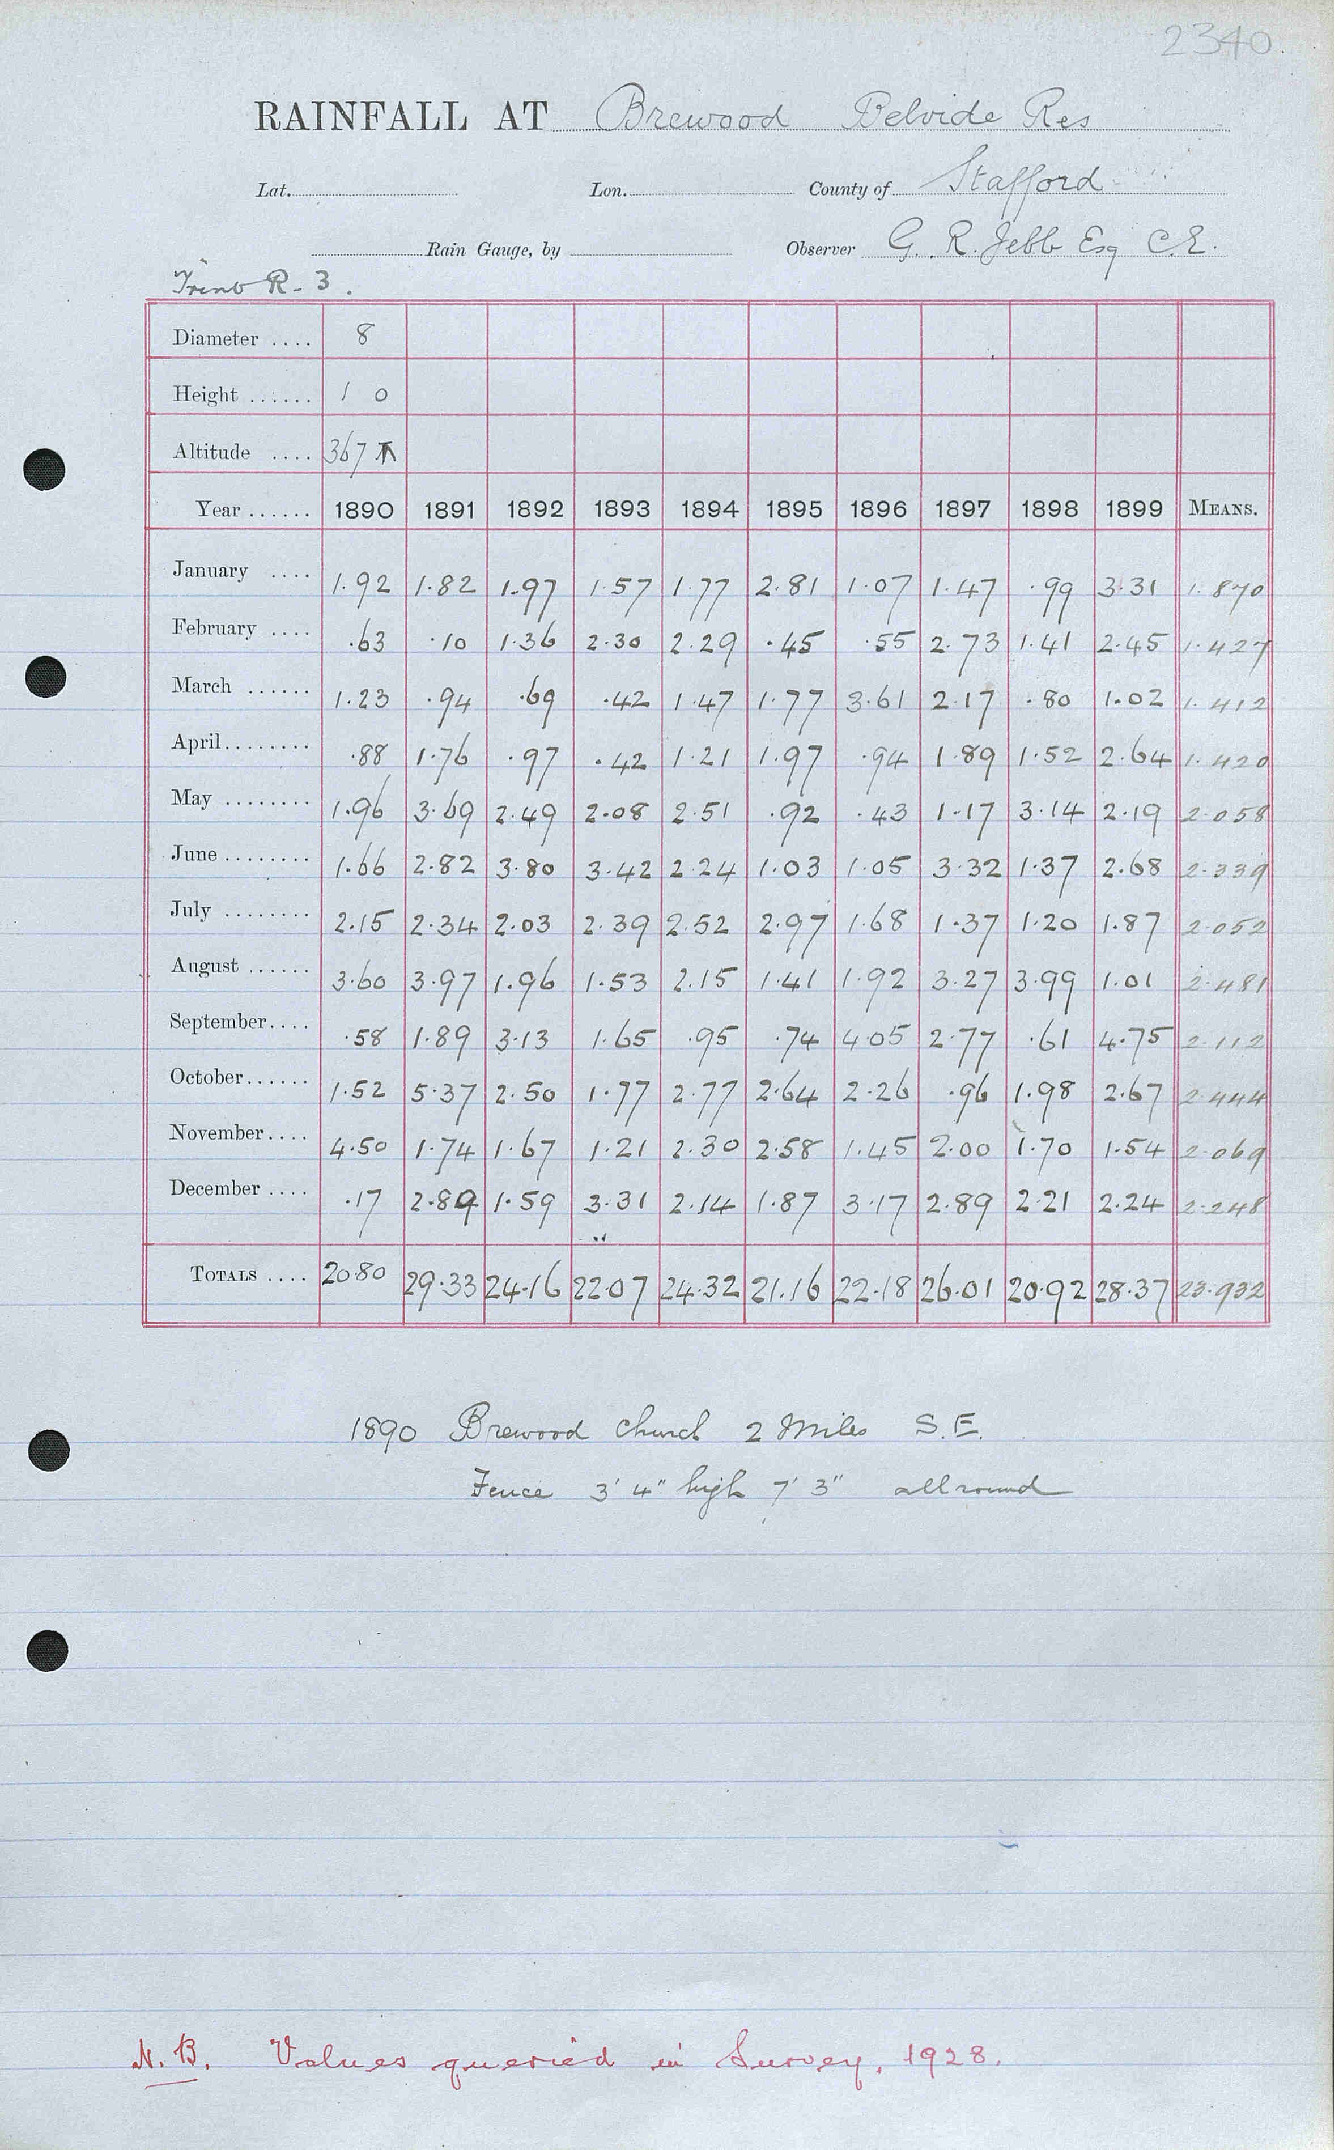 2340.
RAINFALL AT Brewood Belvide Res
Lat. Lon. County of Stafford
Rain Gauge, by Observer G. R. Jebb Esq C.E.
Trent R. 3.
Diameter .... 8
Height ...... 1 0
Altitude .... 367
Year ...... 1890 1891 1892 1893 1894 1895 1896 1897 1898 1899 MEANS.
January .... 1.92 1.82 1.97 1.57 1.77 2.81 1.07 1.47 .99 3.31 1.870
February .... .63 .10 1.36 2.30 2.29 .45 .55 2.73 1.41 2.45 1.427
March ...... 1.23 .94 .69 .42 1.47 1.77 3.61 2.17 .80 1.02 1.412
April........ .88 1.76 .97 .42 1.21 1.97 .94 1.89 1.52 2.64 1.420
May ........ 1.96 3.69 2.49 2.08 2.51 .92 .43 1.17 3.14 2.19 2.058
June ........ 1.66 2.82 3.80 3.42 2.24 1.03 1.05 3.32 1.37 2.68 2.339
July ........ 2.15 2.34 2.03 2.39 2.52 2.97 1.68 1.37 1.20 1.87 2.052
August ...... 3.60 3.97 1.96 1.53 2.15 1.41 1.92 3.27 3.99 1.01 2.481
September.... .58 1.89 3.13 1.65 .95 .74 4.05 2.77 .61 4.75 2.112
October...... 1.52 5.37 2.50 1.77 2.77 2.64 2.26 .96 1.98 2.67 2.444
November.... 4.50 1.74 1.67 1.21 2.30 2.58 1.45 2.00 1.70 1.54 2.069
December .... .17 2.89 1.59 3.31 2.14 1.87 3.17 2.89 2.21 2.24 2.248
TOTALS .... 20.80 29.33 24.16 22.07 24.32 21.16 22.18 26.01 20.92 28.37 23.932
1890 Brewood Church 2 Miles S.E.
Fence 3' 4" high 7' 3" all round
N.B. Values queried in Survey, 1928.